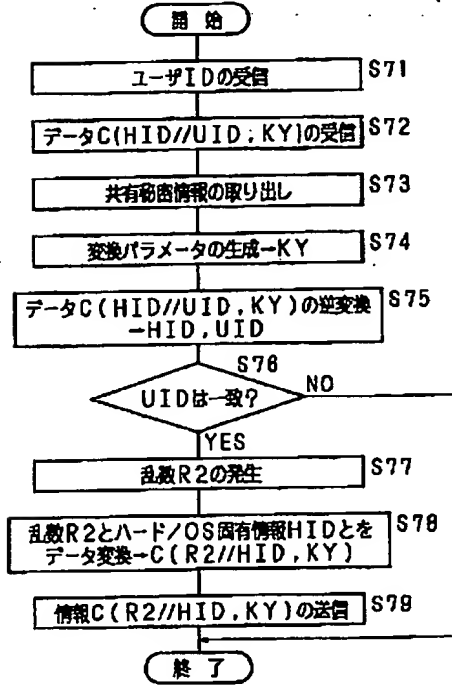 開始
ユーザIDの受信 S71
データC(HID//UID,KY)の受信 S72
共有秘密情報の取り出し S73
変換パラメータの生成→KY S74
データC(HID//UID,KY)の逆変換 S75
→HID,UID
S76
UIDは一致? NO
YES
乱数R2の発生 S77
乱数R2とハード/OS固有情報HIDとを S78
データ変換→C(R2//HID,KY)
情報C(R2//HID,KY)の送信 S79
終了